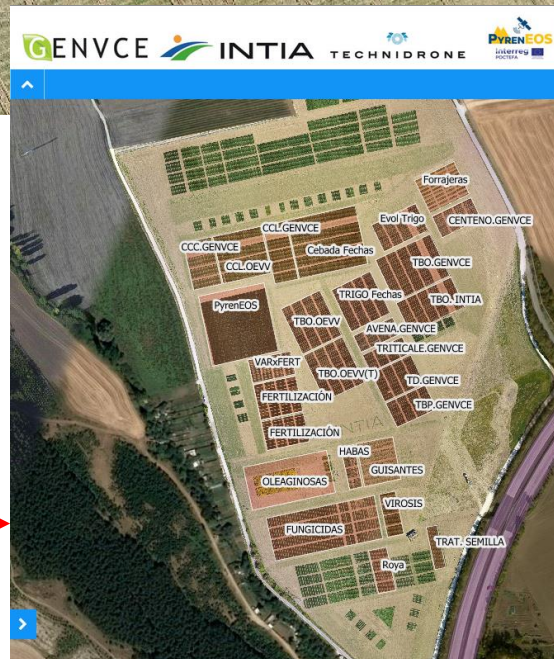 GENVCE
INTIA
TECHNIDRONE
PYRENEOS
Interreg
POCTEFA
Forrajeras
Evol Trigo
CENTENO.GENVCE
CCL.GENVCE
CCC.GENVCE
Cebada Fechas
CCL.OEVV
TBO.GENVCE
TRIGO Fechas
TBO. INTIA
PyrenEOS
TBO.OEVV
AVENA.GENVCE
TRITICALE.GENVCE
VARxFERT
TBO.OEVV(T)
TD.GENVCE
FERTILIZACIÓN
TBP.GENVCE
INTIA
FERTILIZACIÓN
HABAS
GUISANTES
OLEAGINOSAS
VIROSIS
FUNGICIDAS
TRAT. SEMILLA
Roya